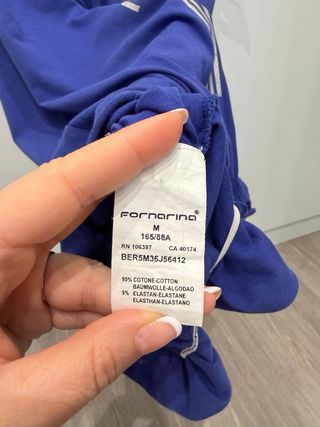 Fornarina®
M
165/88A
RN 106397 CA 40174
BER5M36J56412
95% COTONE-COTTON
BAUMWOLLE-ALGODAO
5% ELASTAN-ELASTANE
ELASTHAN-ELASTANO